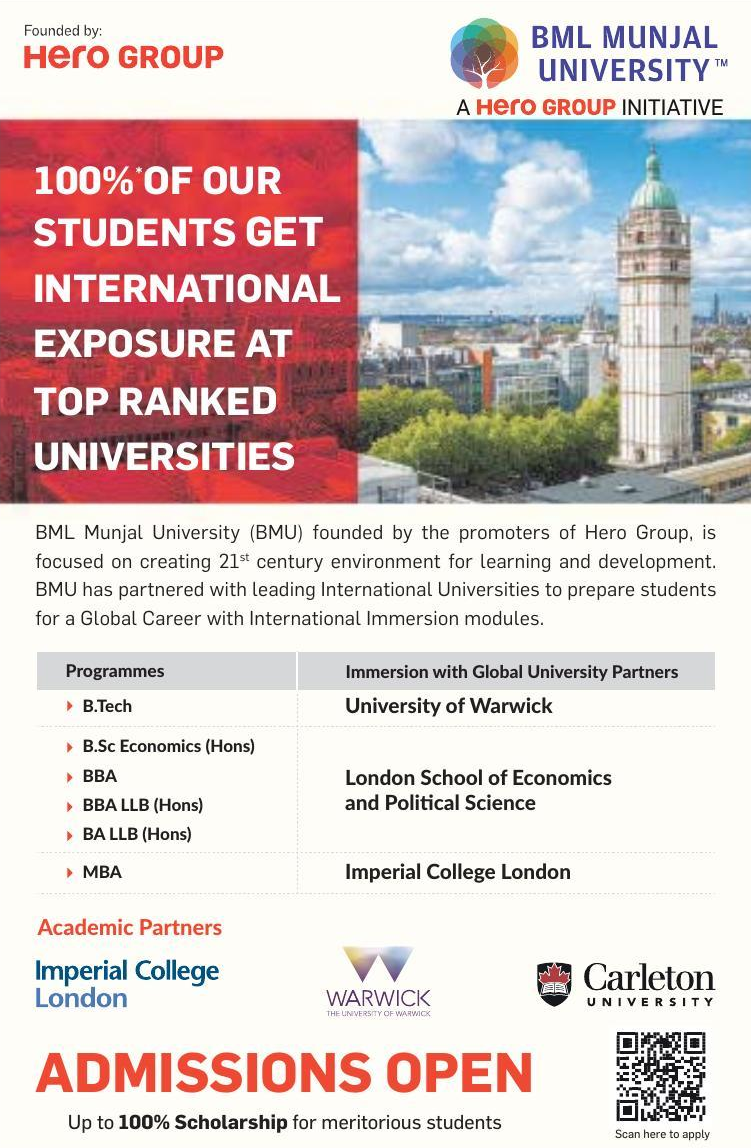 Founded by:
Hero GROUP
BML MUNJAL
UNIVERSITY™
A Hero GROUP INITIATIVE
100%*OF OUR
STUDENTS GET
INTERNATIONAL
EXPOSURE AT
TOP RANKED
UNIVERSITIES
BML Munjal University (BMU) founded by the promoters of Hero Group, is
focused on creating 21st century environment for learning and development.
BMU has partnered with leading International Universities to prepare students
for a Global Career with International Immersion modules.
Programmes
Immersion with Global University Partners
B.Tech
University of Warwick
B.Sc Economics (Hons)
BBA
BBA LLB (Hons)
BA LLB (Hons)
London School of Economics
and Political Science
MBA
Imperial College London
Academic Partners
Imperial College
London
WARWICK
THE UNIVERSITY OF WARWICK
Carleton
UNIVERSITY
ADMISSIONS OPEN
Up to 100% Scholarship for meritorious students
Scan here to apply